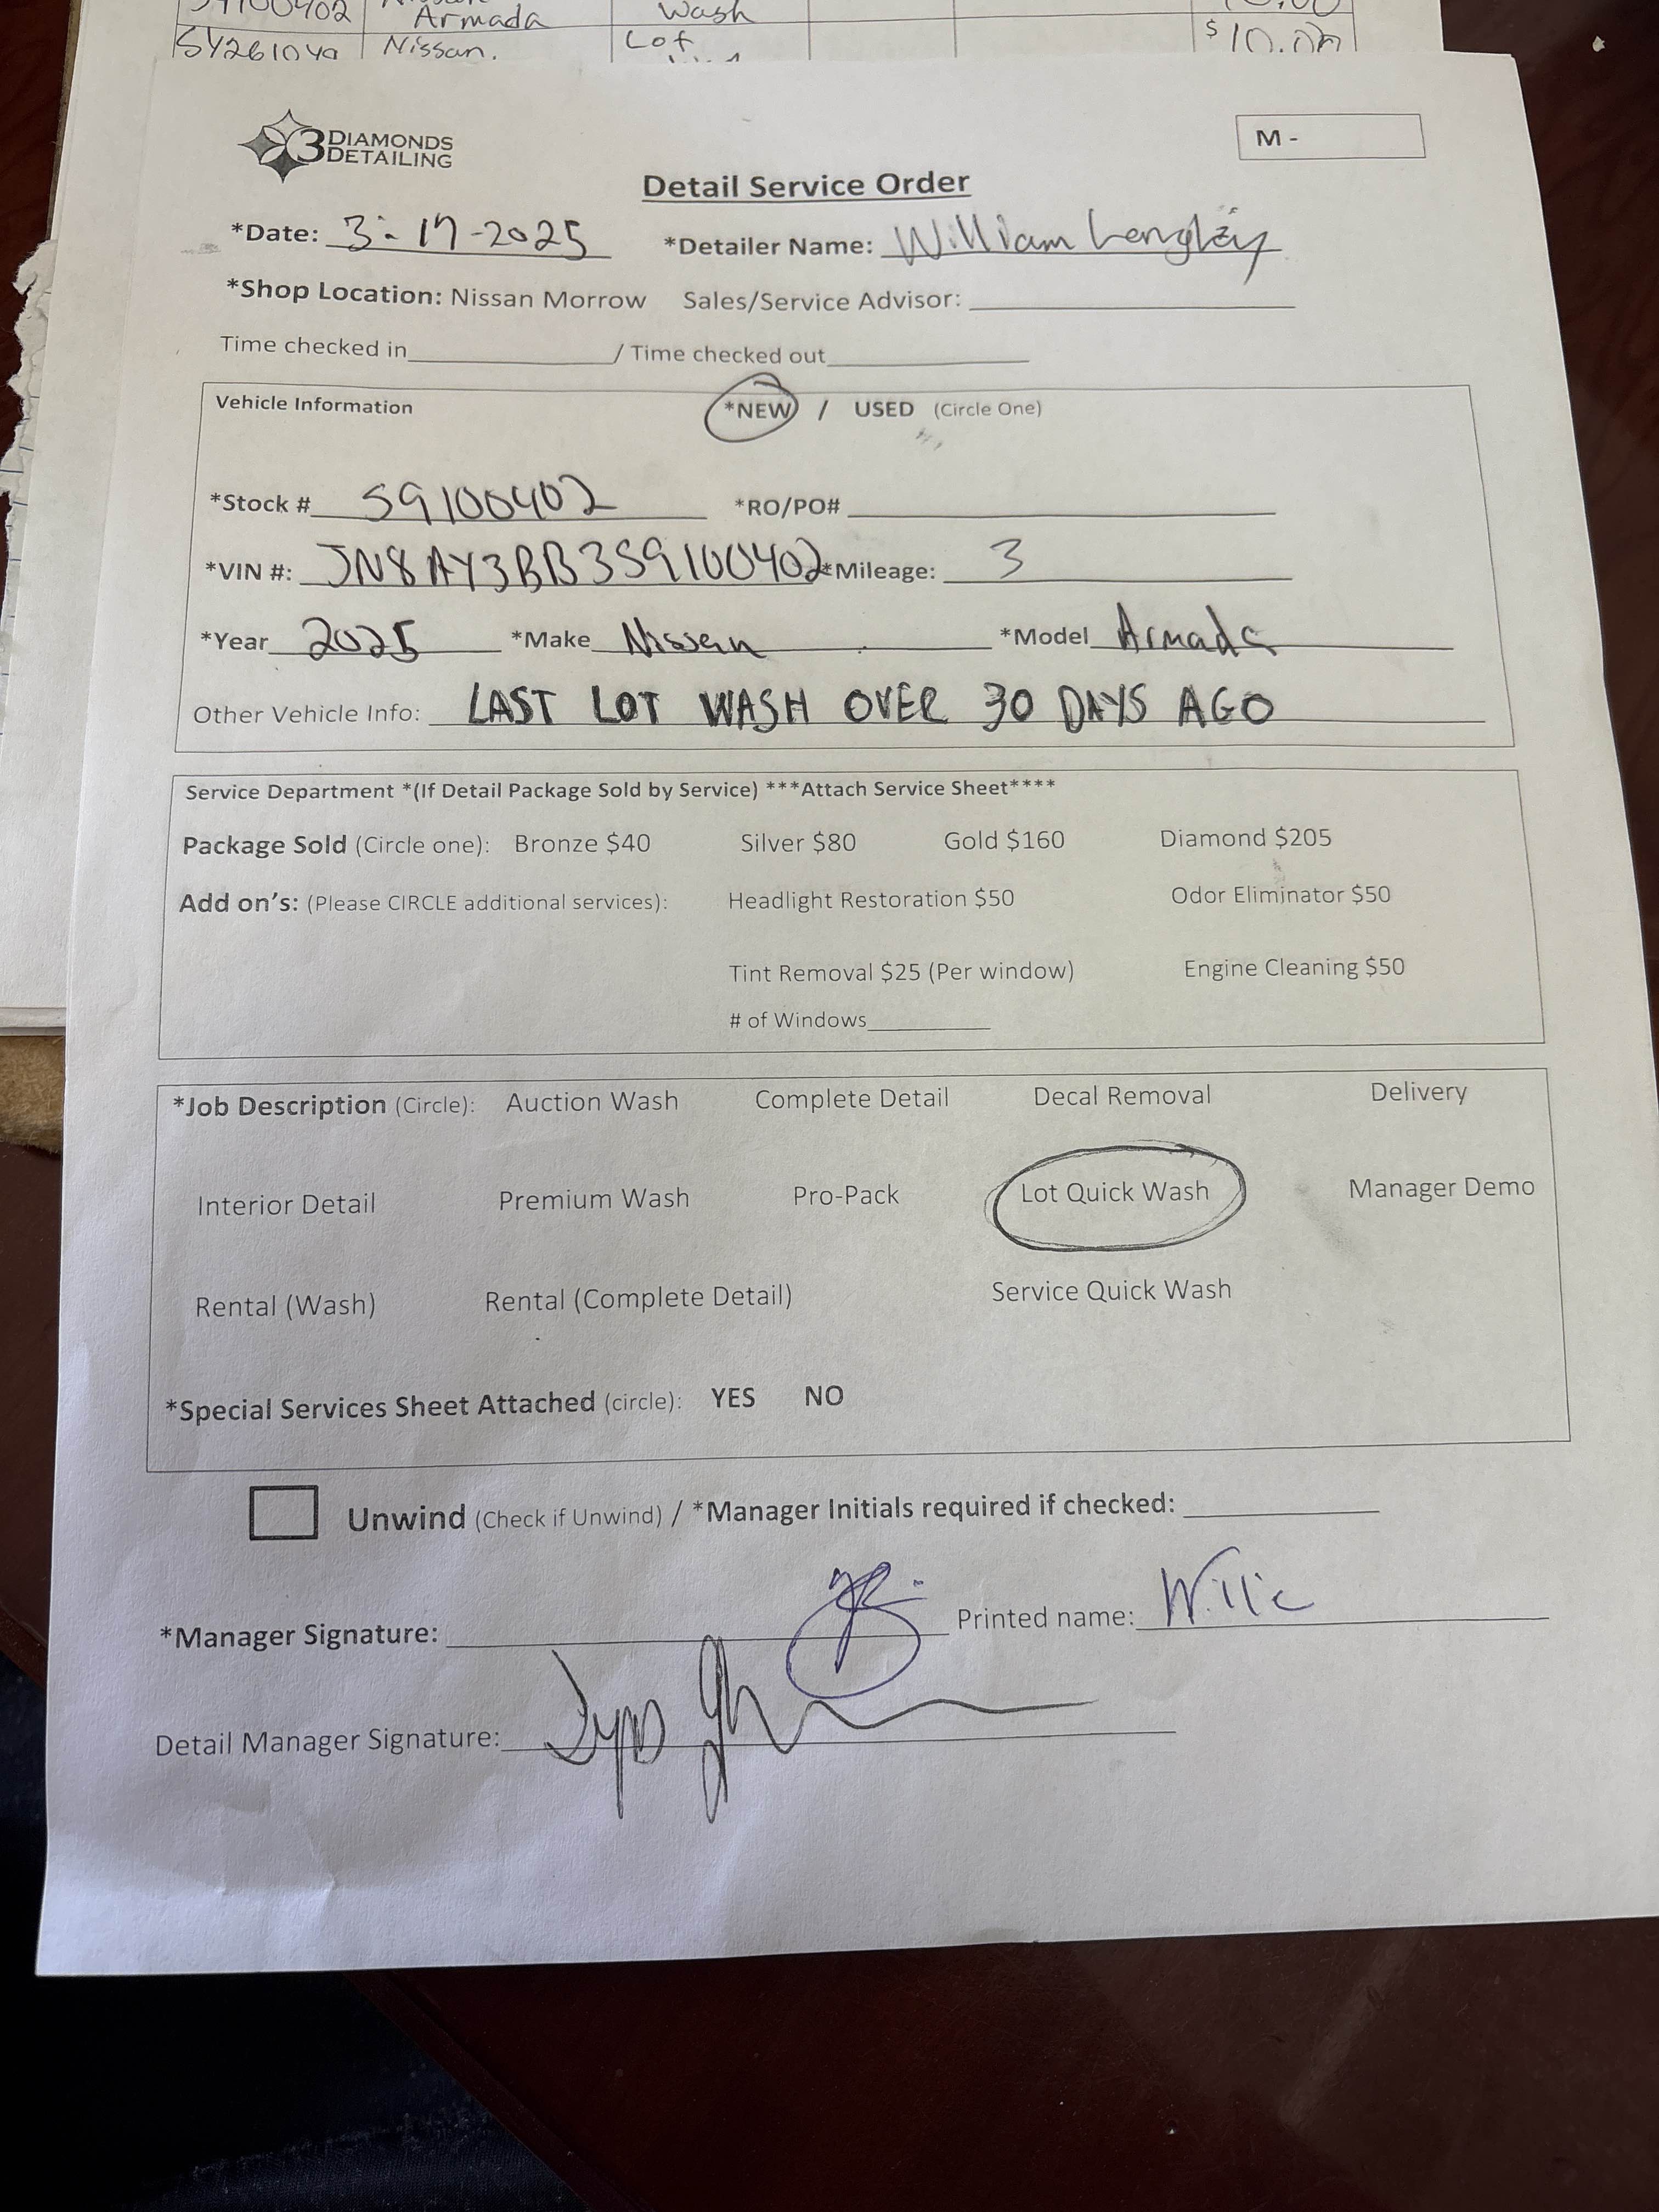 Armada Wash
SY261040 Nissan. Lot $10.00
3 DIAMONDS DETAILING
M -
Detail Service Order
*Date: 3-17-2025 *Detailer Name: William Lengley
*Shop Location: Nissan Morrow Sales/Service Advisor:
Time checked in / Time checked out
Vehicle Information *NEW / USED (Circle One)
*Stock # S9100402 *RO/PO#
*VIN #: JN8AY3BB3S9100402 *Mileage: 3
*Year 2025 *Make Nissan *Model Armada
Other Vehicle Info: LAST LOT WASH OVER 30 DAYS AGO
Service Department *(If Detail Package Sold by Service) ***Attach Service Sheet****
Package Sold (Circle one): Bronze $40 Silver $80 Gold $160 Diamond $205
Add on's: (Please CIRCLE additional services): Headlight Restoration $50 Odor Eliminator $50
Tint Removal $25 (Per window) Engine Cleaning $50
# of Windows
*Job Description (Circle): Auction Wash Complete Detail Decal Removal Delivery
Interior Detail Premium Wash Pro-Pack Lot Quick Wash Manager Demo
Rental (Wash) Rental (Complete Detail) Service Quick Wash
*Special Services Sheet Attached (circle): YES NO
Unwind (Check if Unwind) / *Manager Initials required if checked:
*Manager Signature: Printed name: Willie
Detail Manager Signature: